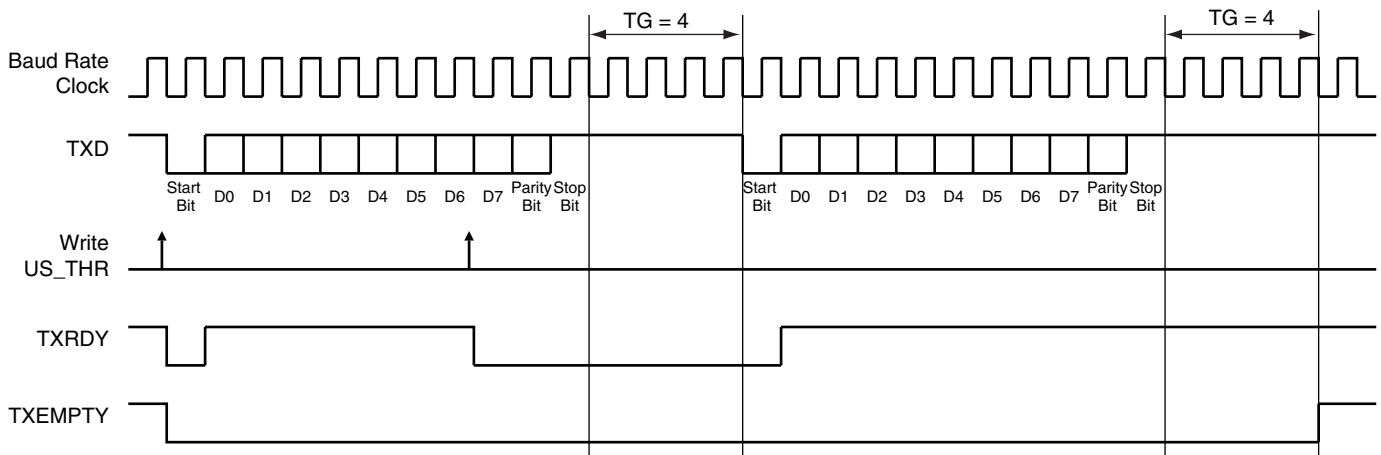 TG = 4
TG = 4
Baud Rate
Clock
TXD
Start
Bit
D0
D1
D2
D3
D4
D5
D6
D7
Parity
Bit
Stop
Bit
Start
Bit
D0
D1
D2
D3
D4
D5
D6
D7
Parity
Bit
Stop
Bit
Write
US_THR
TXRDY
TXEMPTY